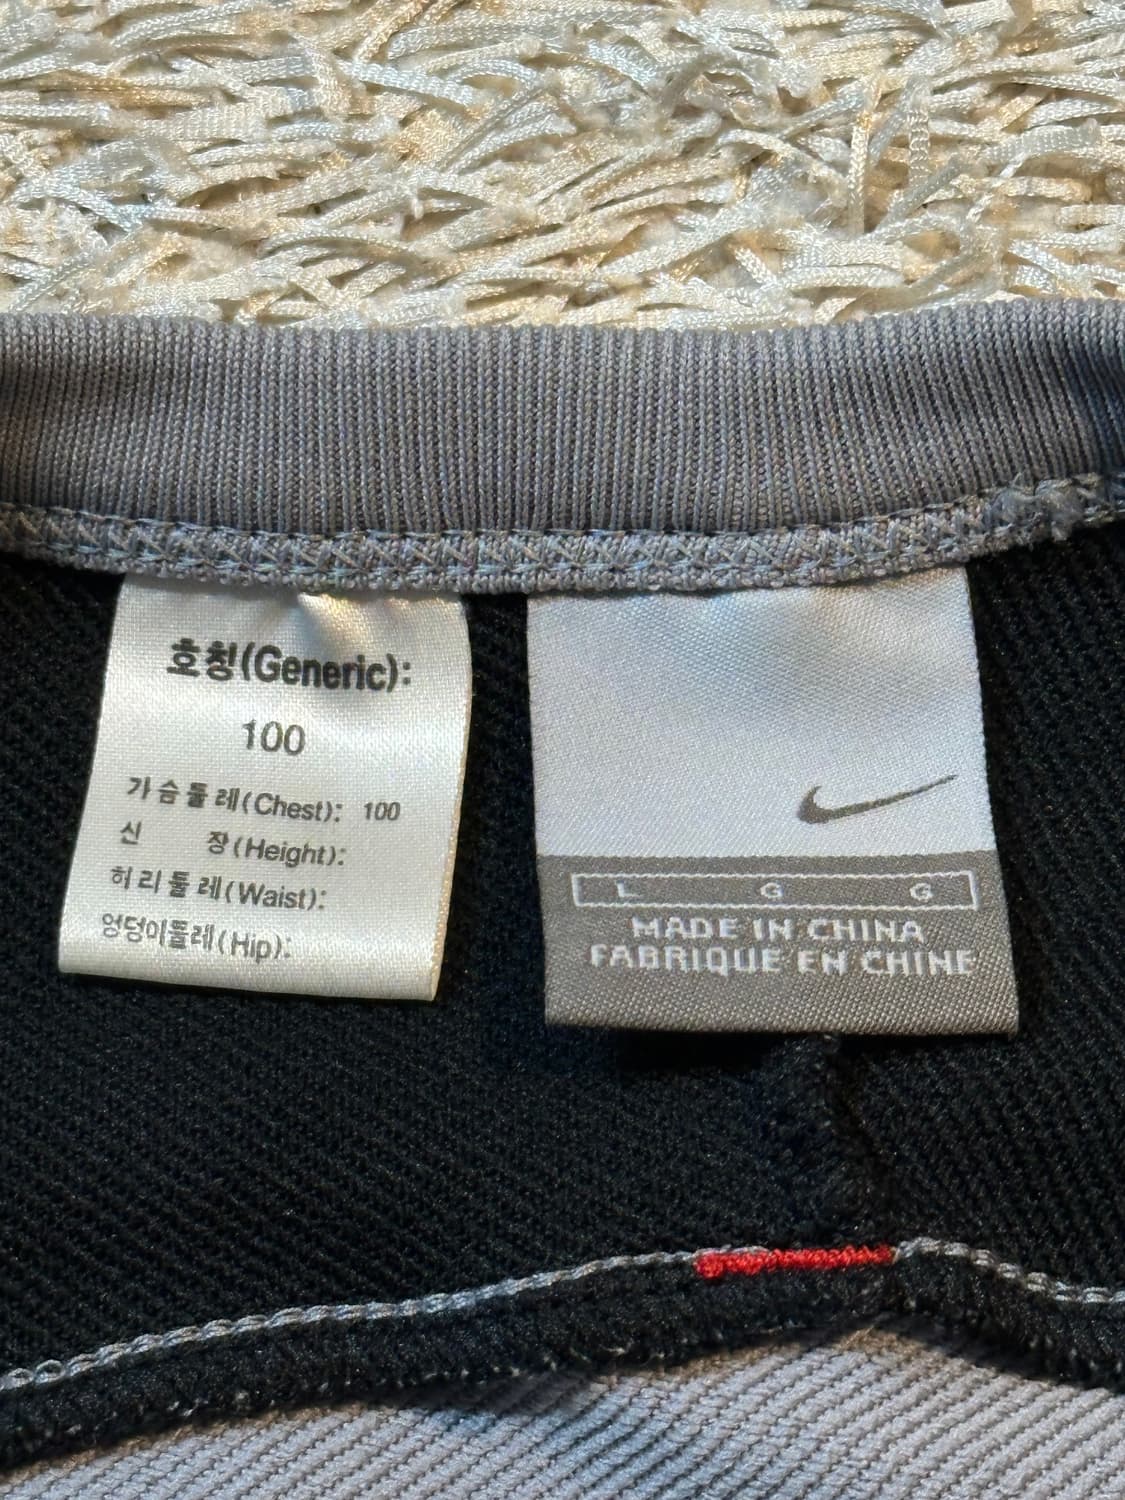 호칭(Generic):
100
가슴둘레(Chest): 100
신 장(Height):
허리둘레(Waist):
엉덩이둘레(Hip):
L G G
MADE IN CHINA
FABRIQUE EN CHINE